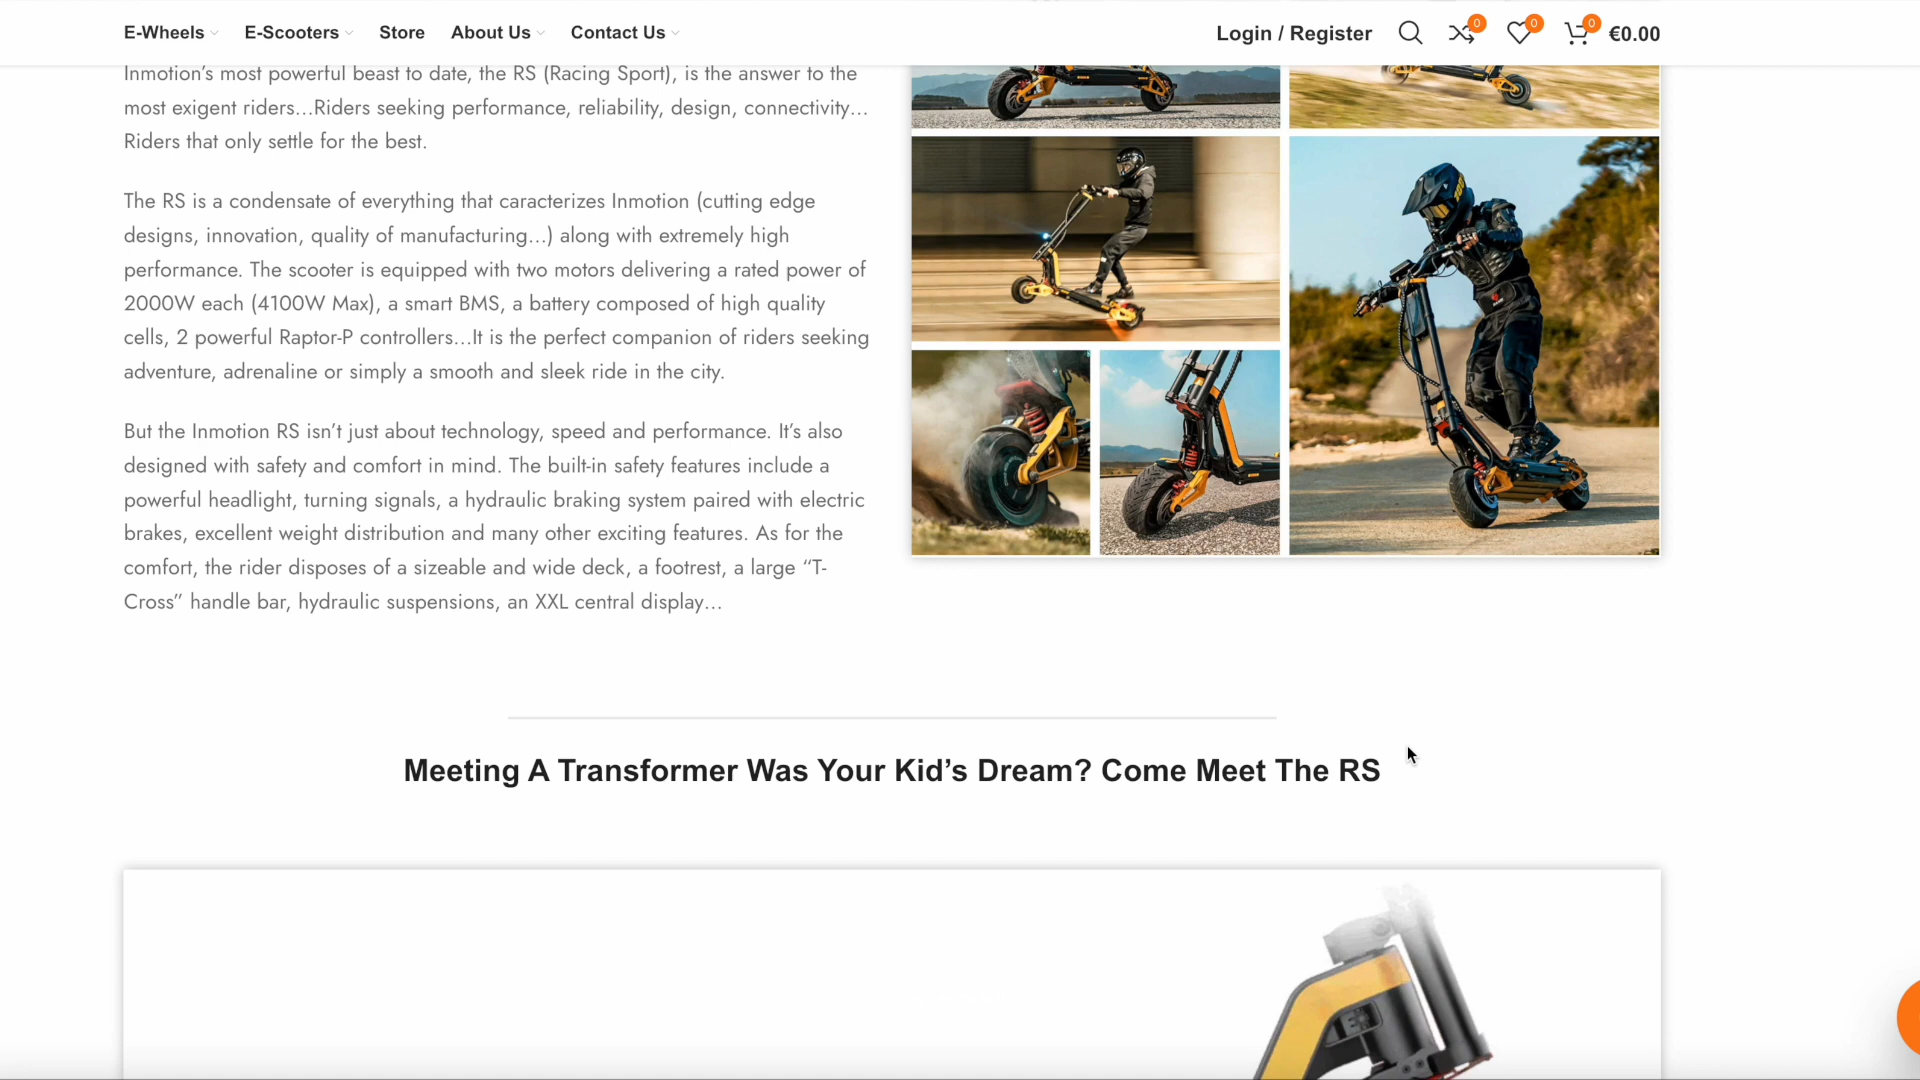 E-Wheels E-Scooters Store About Us Contact Us Login / Register 0 0 0 €0.00
Inmotion’s most powerful beast to date, the RS (Racing Sport), is the answer to the
most exigent riders…Riders seeking performance, reliability, design, connectivity…
Riders that only settle for the best.
The RS is a condensate of everything that caracterizes Inmotion (cutting edge
designs, innovation, quality of manufacturing…) along with extremely high
performance. The scooter is equipped with two motors delivering a rated power of
2000W each (4100W Max), a smart BMS, a battery composed of high quality
cells, 2 powerful Raptor-P controllers…It is the perfect companion of riders seeking
adventure, adrenaline or simply a smooth and sleek ride in the city.
But the Inmotion RS isn’t just about technology, speed and performance. It’s also
designed with safety and comfort in mind. The built-in safety features include a
powerful headlight, turning signals, a hydraulic braking system paired with electric
brakes, excellent weight distribution and many other exciting features. As for the
comfort, the rider disposes of a sizeable and wide deck, a footrest, a large “T-
Cross” handle bar, hydraulic suspensions, an XXL central display…
Meeting A Transformer Was Your Kid’s Dream? Come Meet The RS